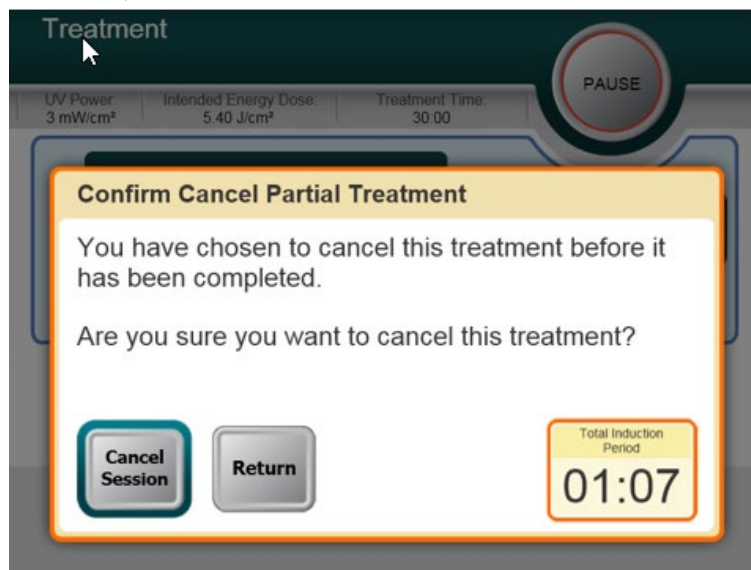 Treatment
PAUSE
UV Power: Intended Energy Dose: Treatment Time:
3 mW/cm² 5.40 J/cm² 30:00
Confirm Cancel Partial Treatment
You have chosen to cancel this treatment before it
has been completed.
Are you sure you want to cancel this treatment?
Cancel
Session
Return
Total Induction
Period
01:07